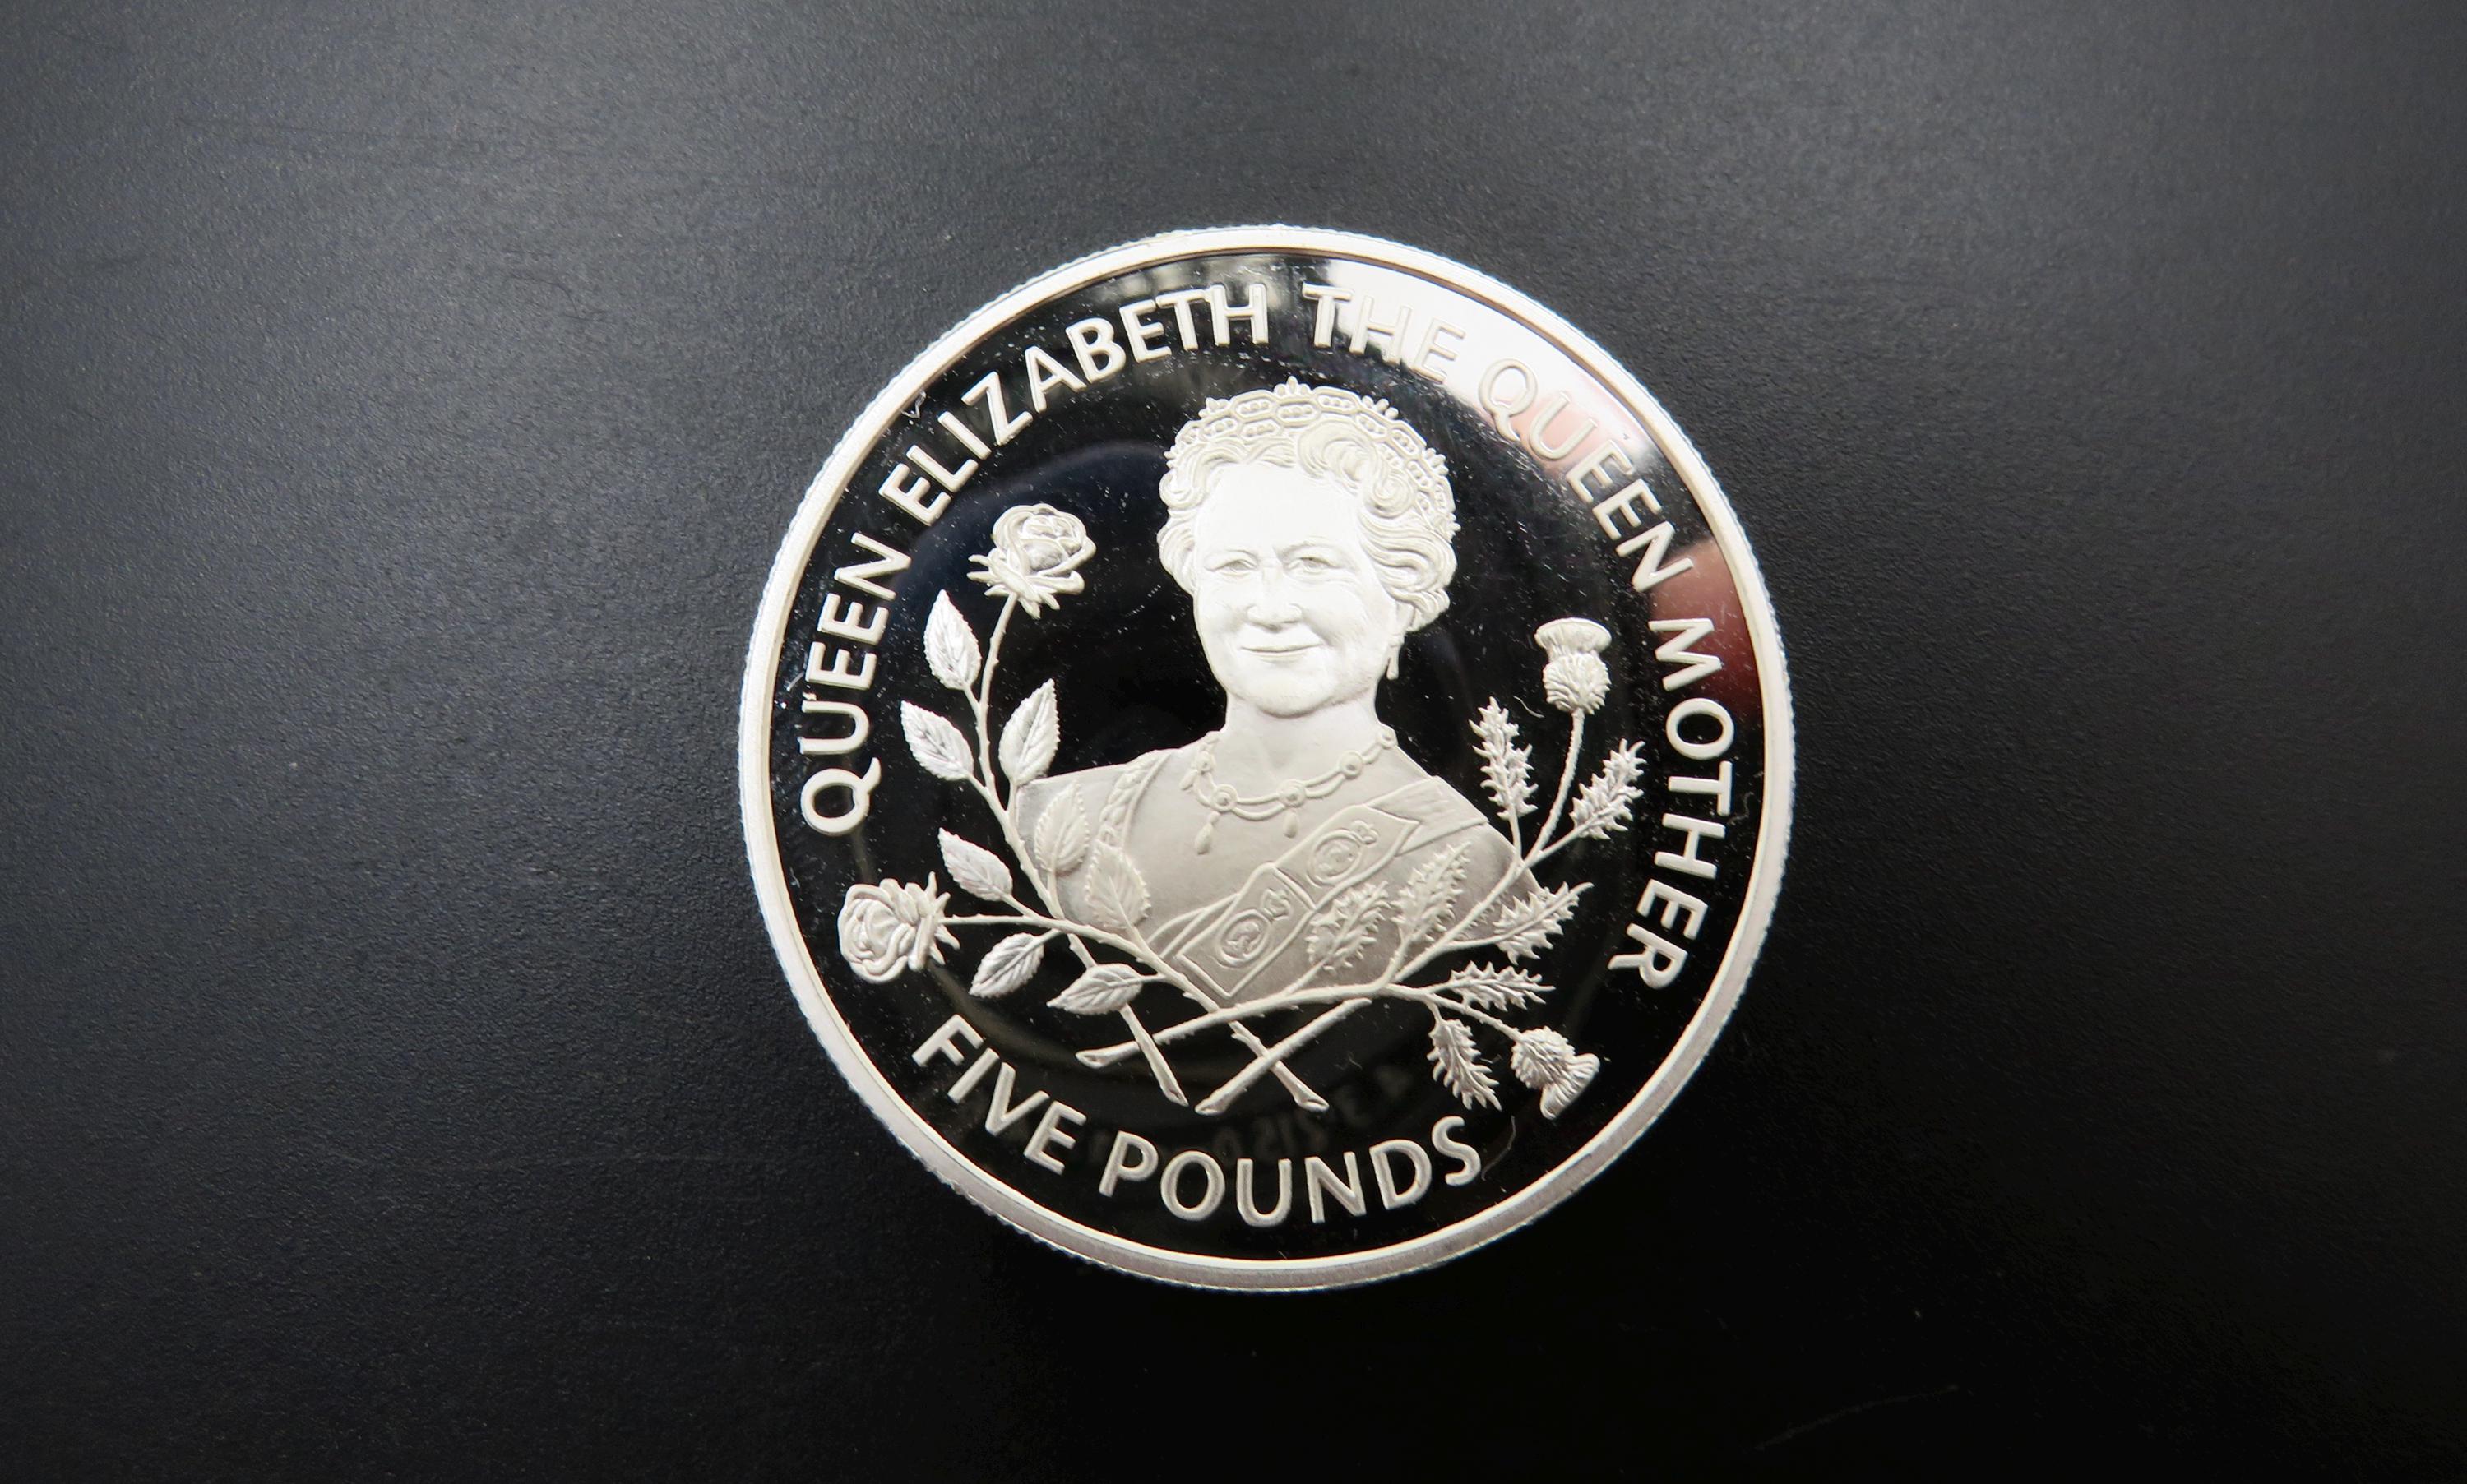 QUEEN ELIZABETH THE QUEEN MOTHER
FIVE POUNDS